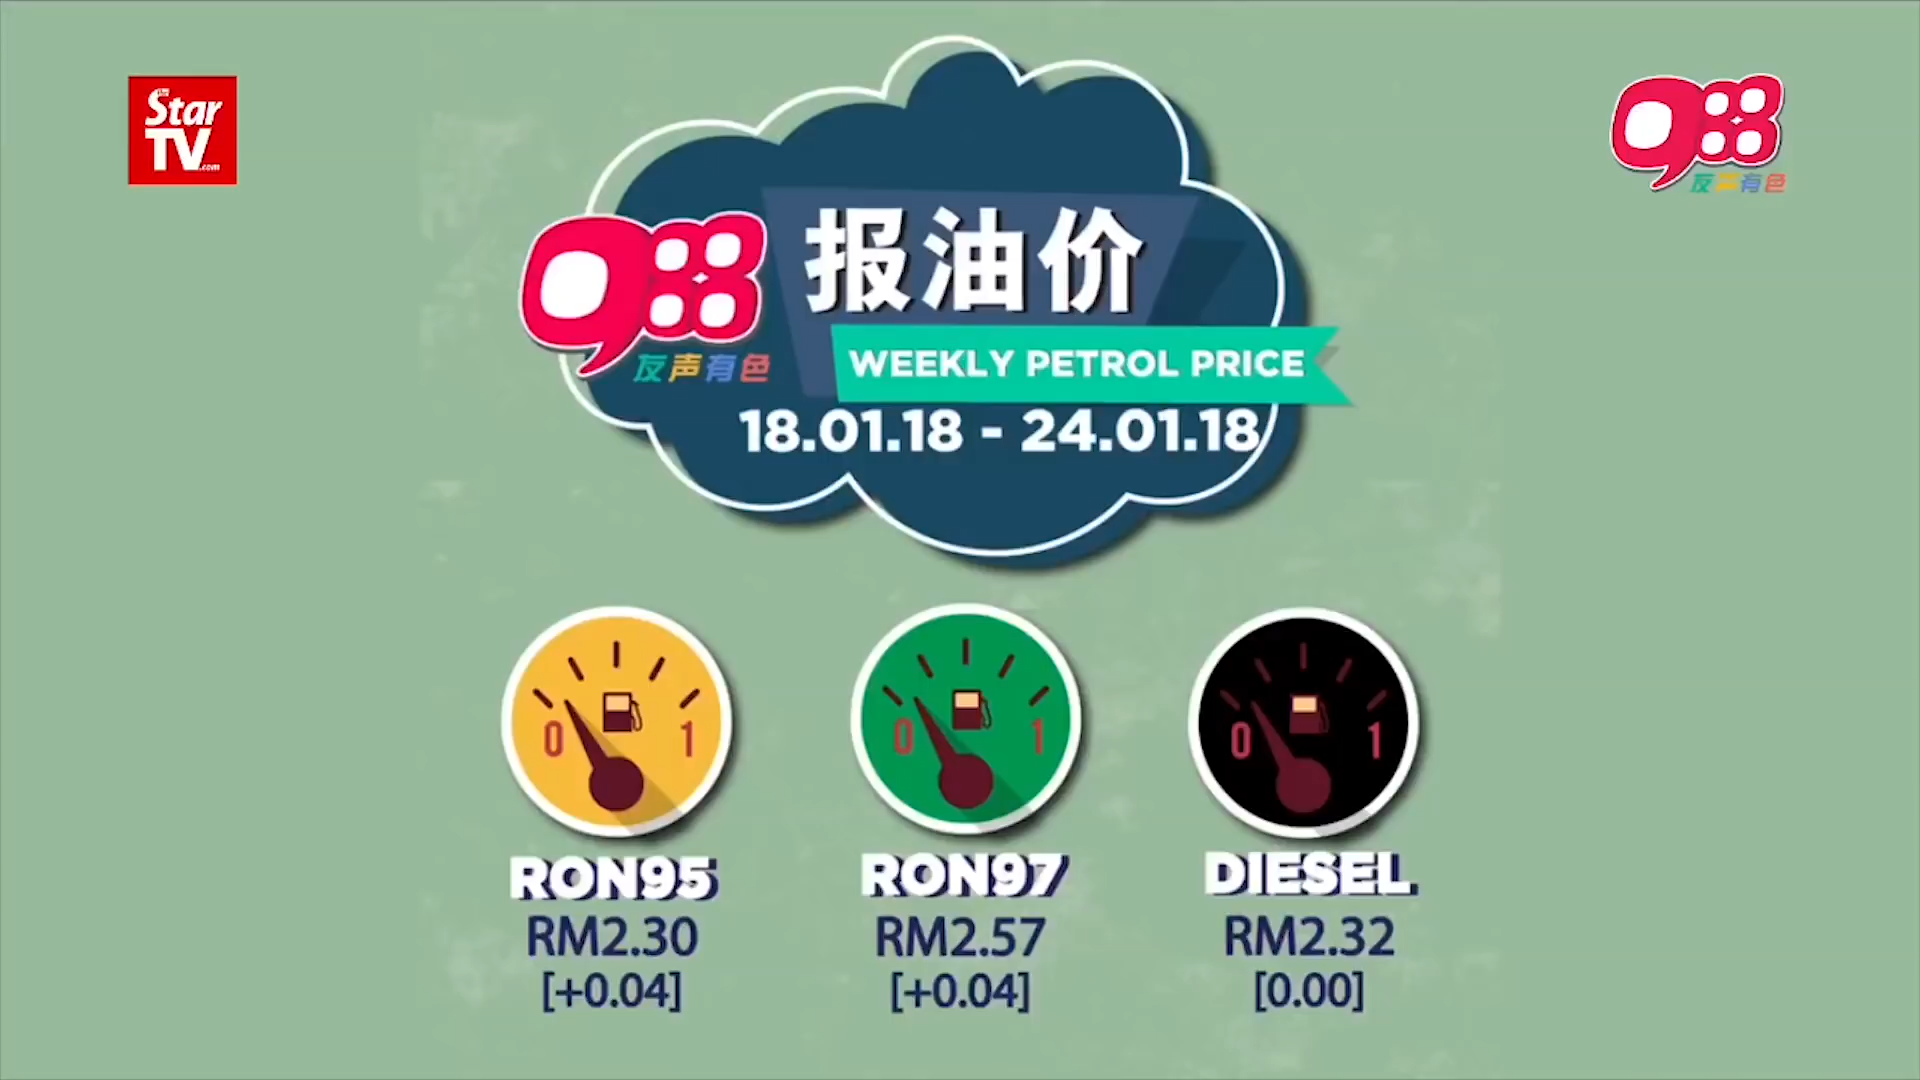 The Star
TV.com
988
友声有色
988
报油价
友声有色
WEEKLY PETROL PRICE
18.01.18 - 24.01.18
0 1
0 1
0 1
RON95
RON97
DIESEL
RM2.30
RM2.57
RM2.32
[+0.04]
[+0.04]
[0.00]